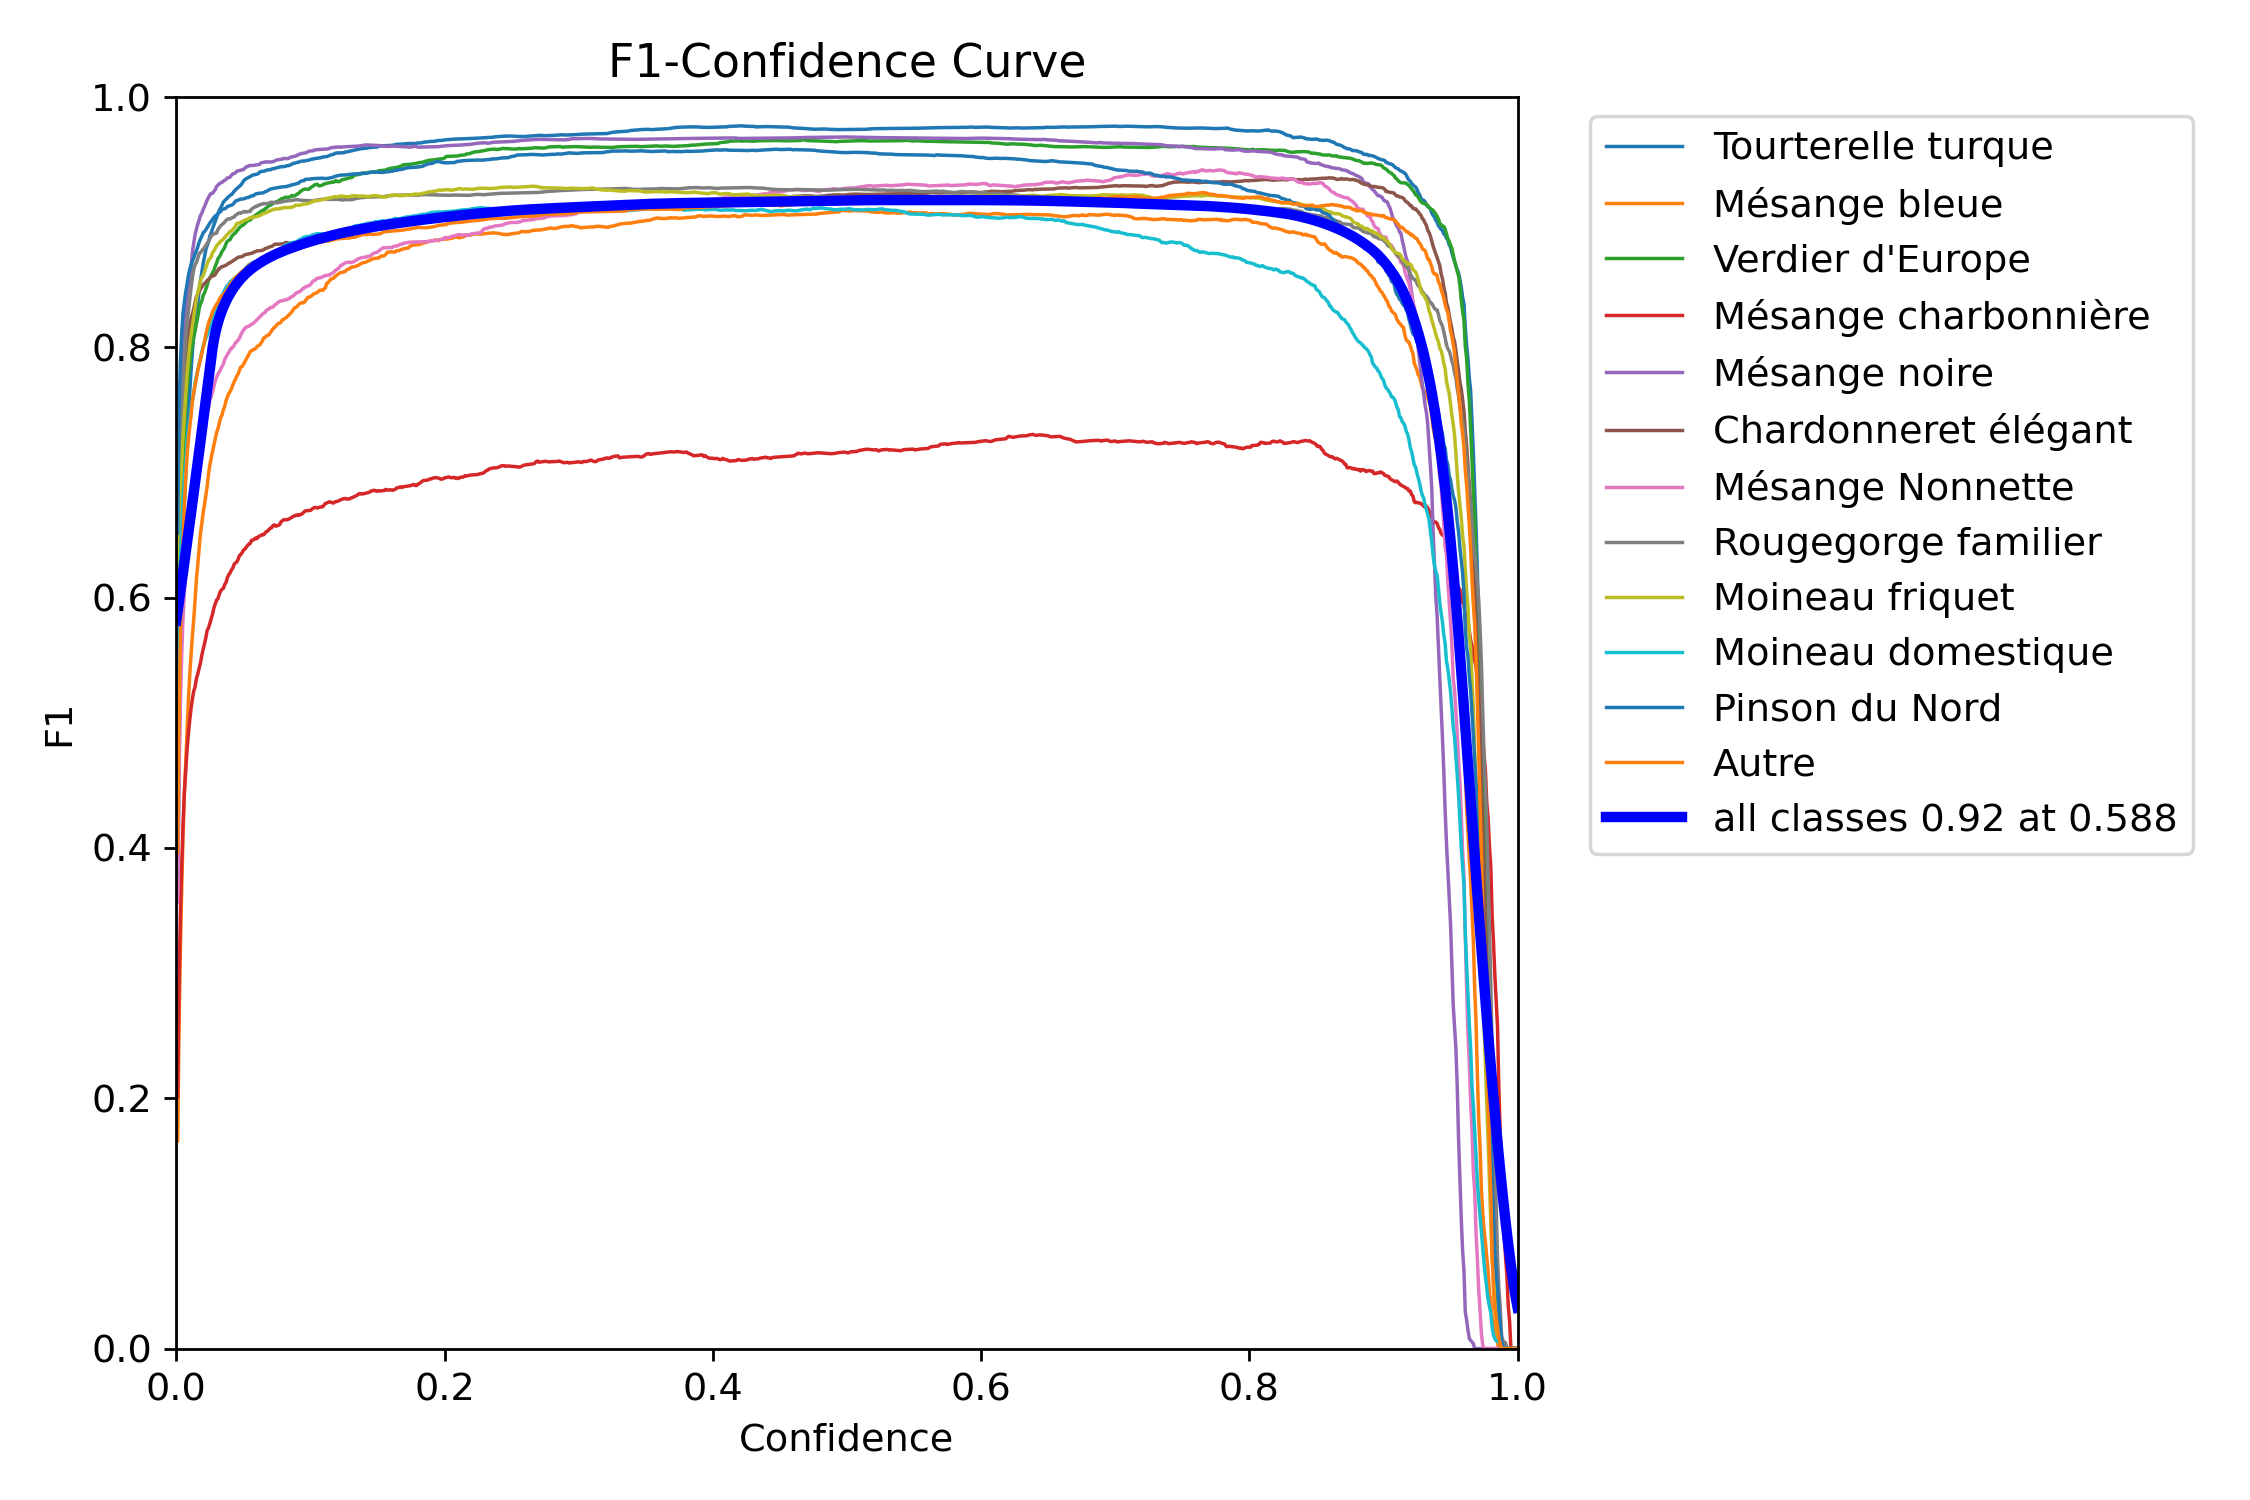 F1-Confidence Curve
1.0
0.8
0.6
0.4
0.2
0.0
F1
0.0 0.2 0.4 0.6 0.8 1.0
Confidence
Tourterelle turque
Mésange bleue
Verdier d'Europe
Mésange charbonnière
Mésange noire
Chardonneret élégant
Mésange Nonnette
Rougegorge familier
Moineau friquet
Moineau domestique
Pinson du Nord
Autre
all classes 0.92 at 0.588